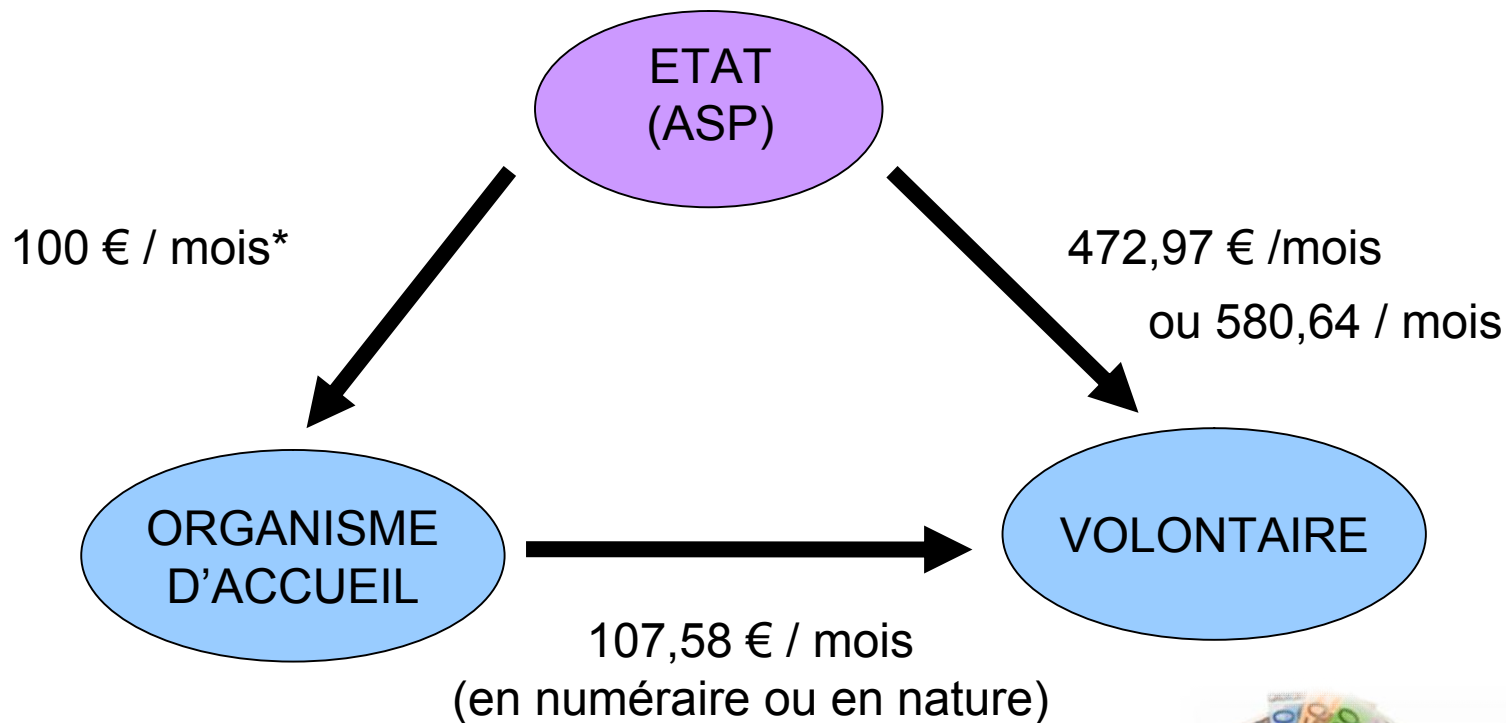 ETAT
(ASP)
100 € / mois*
472,97 € /mois
ou 580,64 / mois
ORGANISME
D’ACCUEIL
VOLONTAIRE
107,58 € / mois
(en numéraire ou en nature)